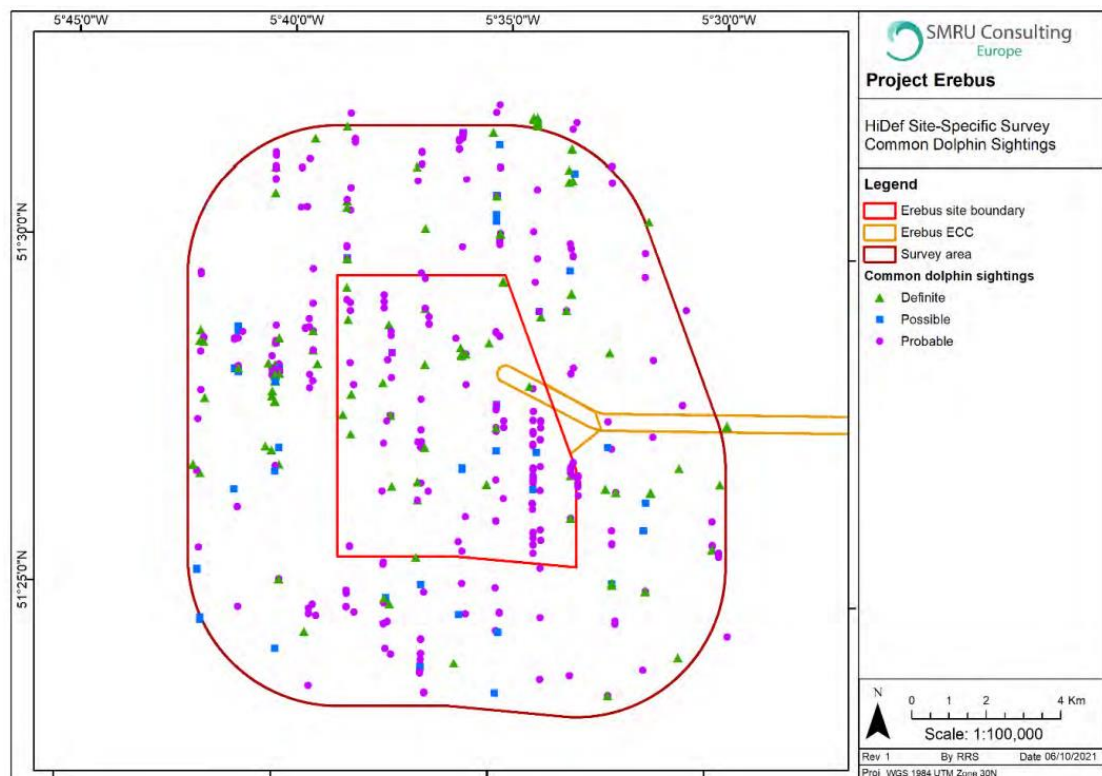 5°45'0"W 5°40'0"W 5°35'0"W 5°30'0"W
51°30'0"N
51°25'0"N
SMRU Consulting
Europe
Project Erebus
HiDef Site-Specific Survey
Common Dolphin Sightings
Legend
Erebus site boundary
Erebus ECC
Survey area
Common dolphin sightings
Definite
Possible
Probable
N
0 1 2 4 Km
Scale: 1:100,000
Rev 1 By RRS Date 06/10/2021
Proj WGS 1984 UTM Zone 30N